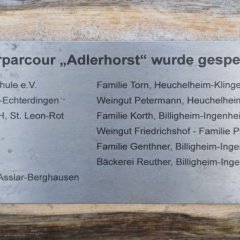 rparcour „Adlerhorst“ wurde gespe
hule e.V.
Familie Torn, Heuchelheim-Klinge
-Echterdingen
Weingut Petermann, Heuchelheim
H, St. Leon-Rot
Familie Korth, Billigheim-Ingenhei
Weingut Friedrichshof - Familie P
Familie Genthner, Billigheim-Inge
Bäckerei Reuther, Billigheim-Inge
Asslar-Berghausen